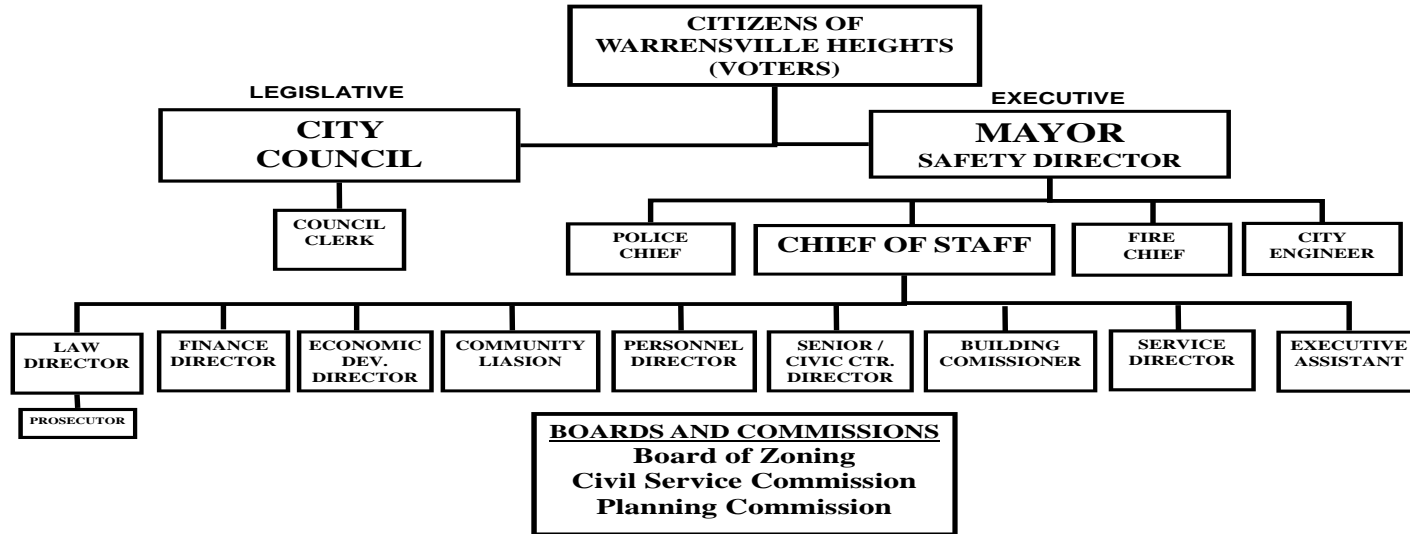 CITIZENS OF
WARRENSVILLE HEIGHTS
(VOTERS)
LEGISLATIVE
EXECUTIVE
CITY
COUNCIL
MAYOR
SAFETY DIRECTOR
COUNCIL
CLERK
POLICE
CHIEF
CHIEF OF STAFF
FIRE
CHIEF
CITY
ENGINEER
LAW
DIRECTOR
FINANCE
DIRECTOR
ECONOMIC
DEV.
DIRECTOR
COMMUNITY
LIASION
PERSONNEL
DIRECTOR
SENIOR /
CIVIC CTR.
DIRECTOR
BUILDING
COMISSIONER
SERVICE
DIRECTOR
EXECUTIVE
ASSISTANT
PROSECUTOR
BOARDS AND COMMISSIONS
Board of Zoning
Civil Service Commission
Planning Commission